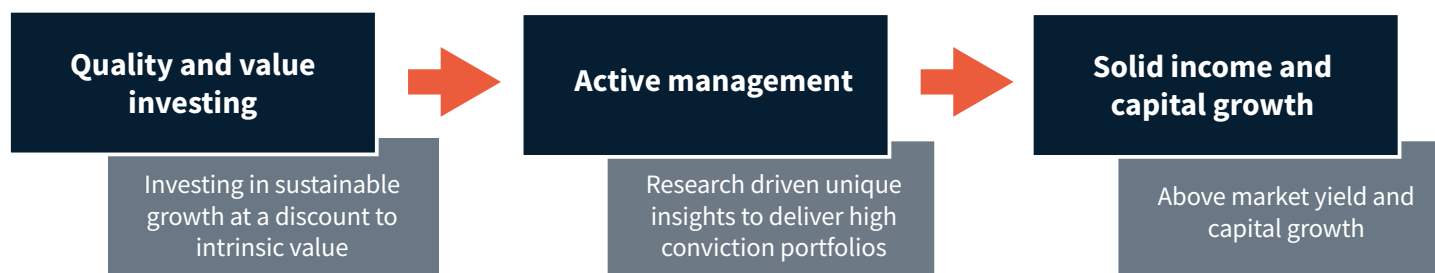 Quality and value
investing
Investing in sustainable
growth at a discount to
intrinsic value
Active management
Research driven unique
insights to deliver high
conviction portfolios
Solid income and
capital growth
Above market yield and
capital growth